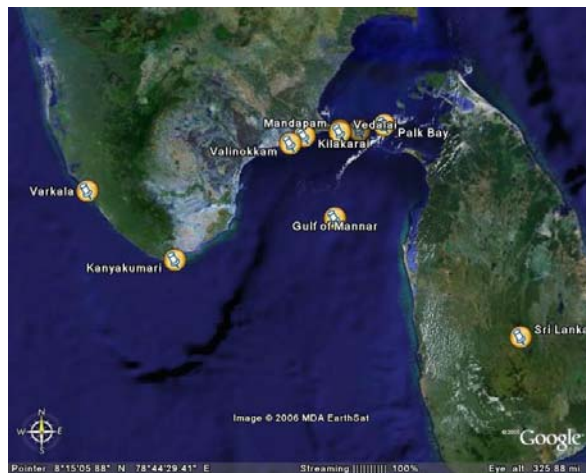 Mandapam
Vedalai
Palk Bay
Kilakarai
Valinokkam
Varkala
Gulf of Mannar
Kanyakumari
Sri Lanka
N
W
E
S
Image © 2006 MDA EarthSat
©2005
Google
Pointer 8°15'05.88" N 78°44'29.41" E
Streaming |||||||||| 100%
Eye alt 325.88 mi